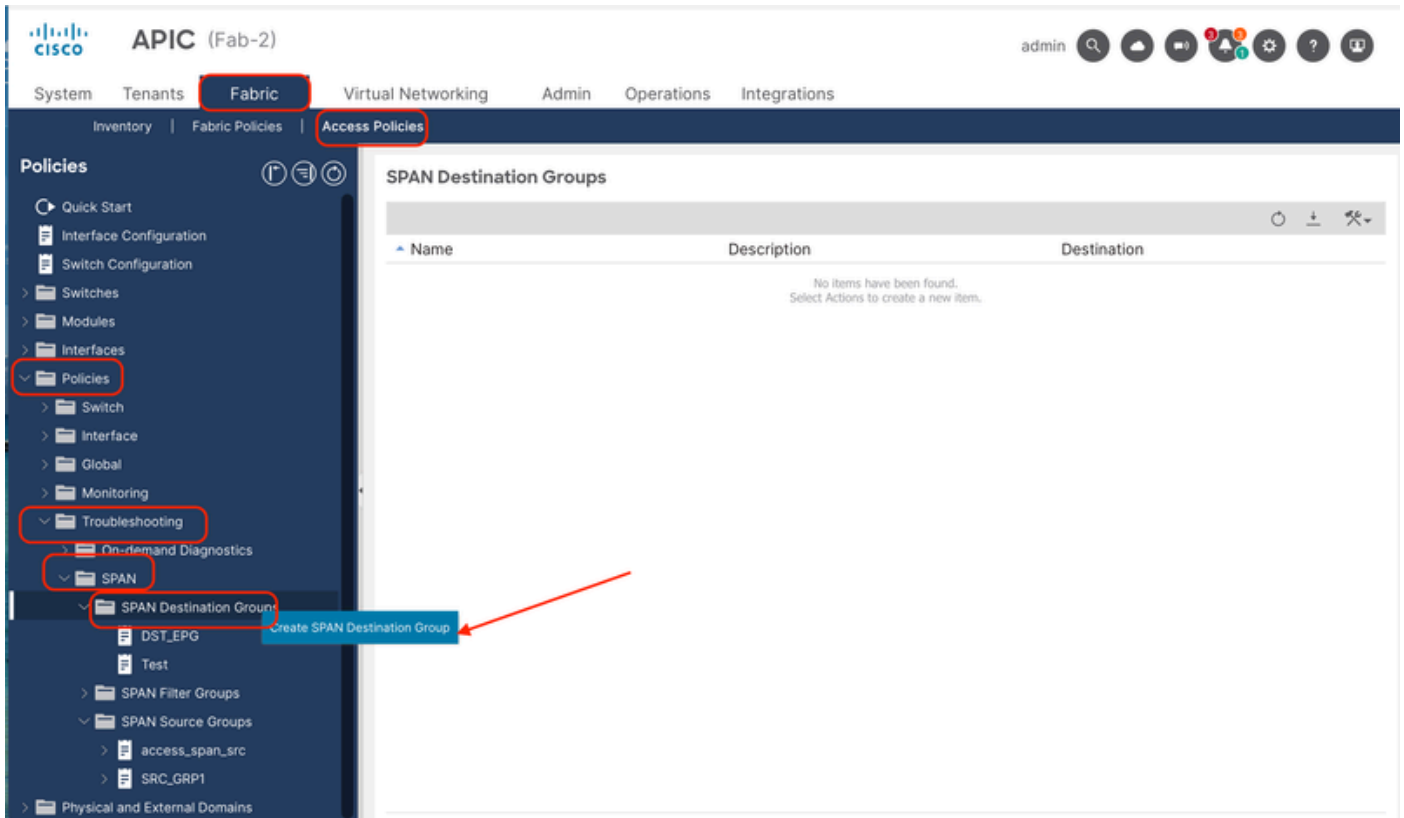 CISCO APIC (Fab-2) admin 3 3 1
System Tenants Fabric Virtual Networking Admin Operations Integrations
Inventory | Fabric Policies | Access Policies
Policies
Quick Start
Interface Configuration
Switch Configuration
Switches
Modules
Interfaces
Policies
Switch
Interface
Global
Monitoring
Troubleshooting
On-demand Diagnostics
SPAN
SPAN Destination Groups
Create SPAN Destination Group
DST_EPG
Test
SPAN Filter Groups
SPAN Source Groups
access_span_src
SRC_GRP1
Physical and External Domains
SPAN Destination Groups
Name Description Destination
No items have been found.
Select Actions to create a new item.